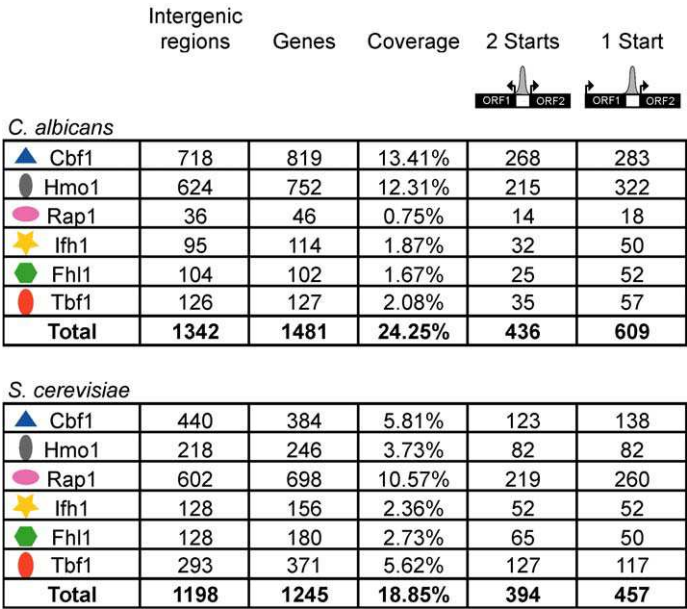 Intergenic regions Genes Coverage 2 Starts 1 Start
ORF1 ORF2 ORF1 ORF2
C. albicans
Cbf1 718 819 13.41% 268 283
Hmo1 624 752 12.31% 215 322
Rap1 36 46 0.75% 14 18
Ifh1 95 114 1.87% 32 50
Fhl1 104 102 1.67% 25 52
Tbf1 126 127 2.08% 35 57
Total 1342 1481 24.25% 436 609
S. cerevisiae
Cbf1 440 384 5.81% 123 138
Hmo1 218 246 3.73% 82 82
Rap1 602 698 10.57% 219 260
Ifh1 128 156 2.36% 52 52
Fhl1 128 180 2.73% 65 50
Tbf1 293 371 5.62% 127 117
Total 1198 1245 18.85% 394 457